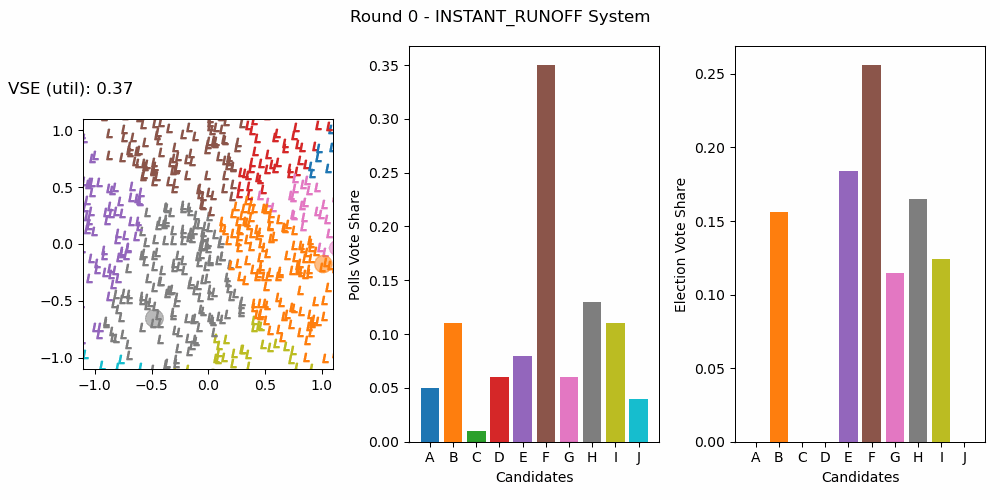 Round 0 - INSTANT_RUNOFF System
VSE (util): 0.37
1.0
0.5
0.0
−0.5
−1.0
−1.0 −0.5 0.0 0.5 1.0
Polls Vote Share
0.35
0.30
0.25
0.20
0.15
0.10
0.05
0.00
A B C D E F G H I J
Candidates
Election Vote Share
0.25
0.20
0.15
0.10
0.05
0.00
A B C D E F G H I J
Candidates